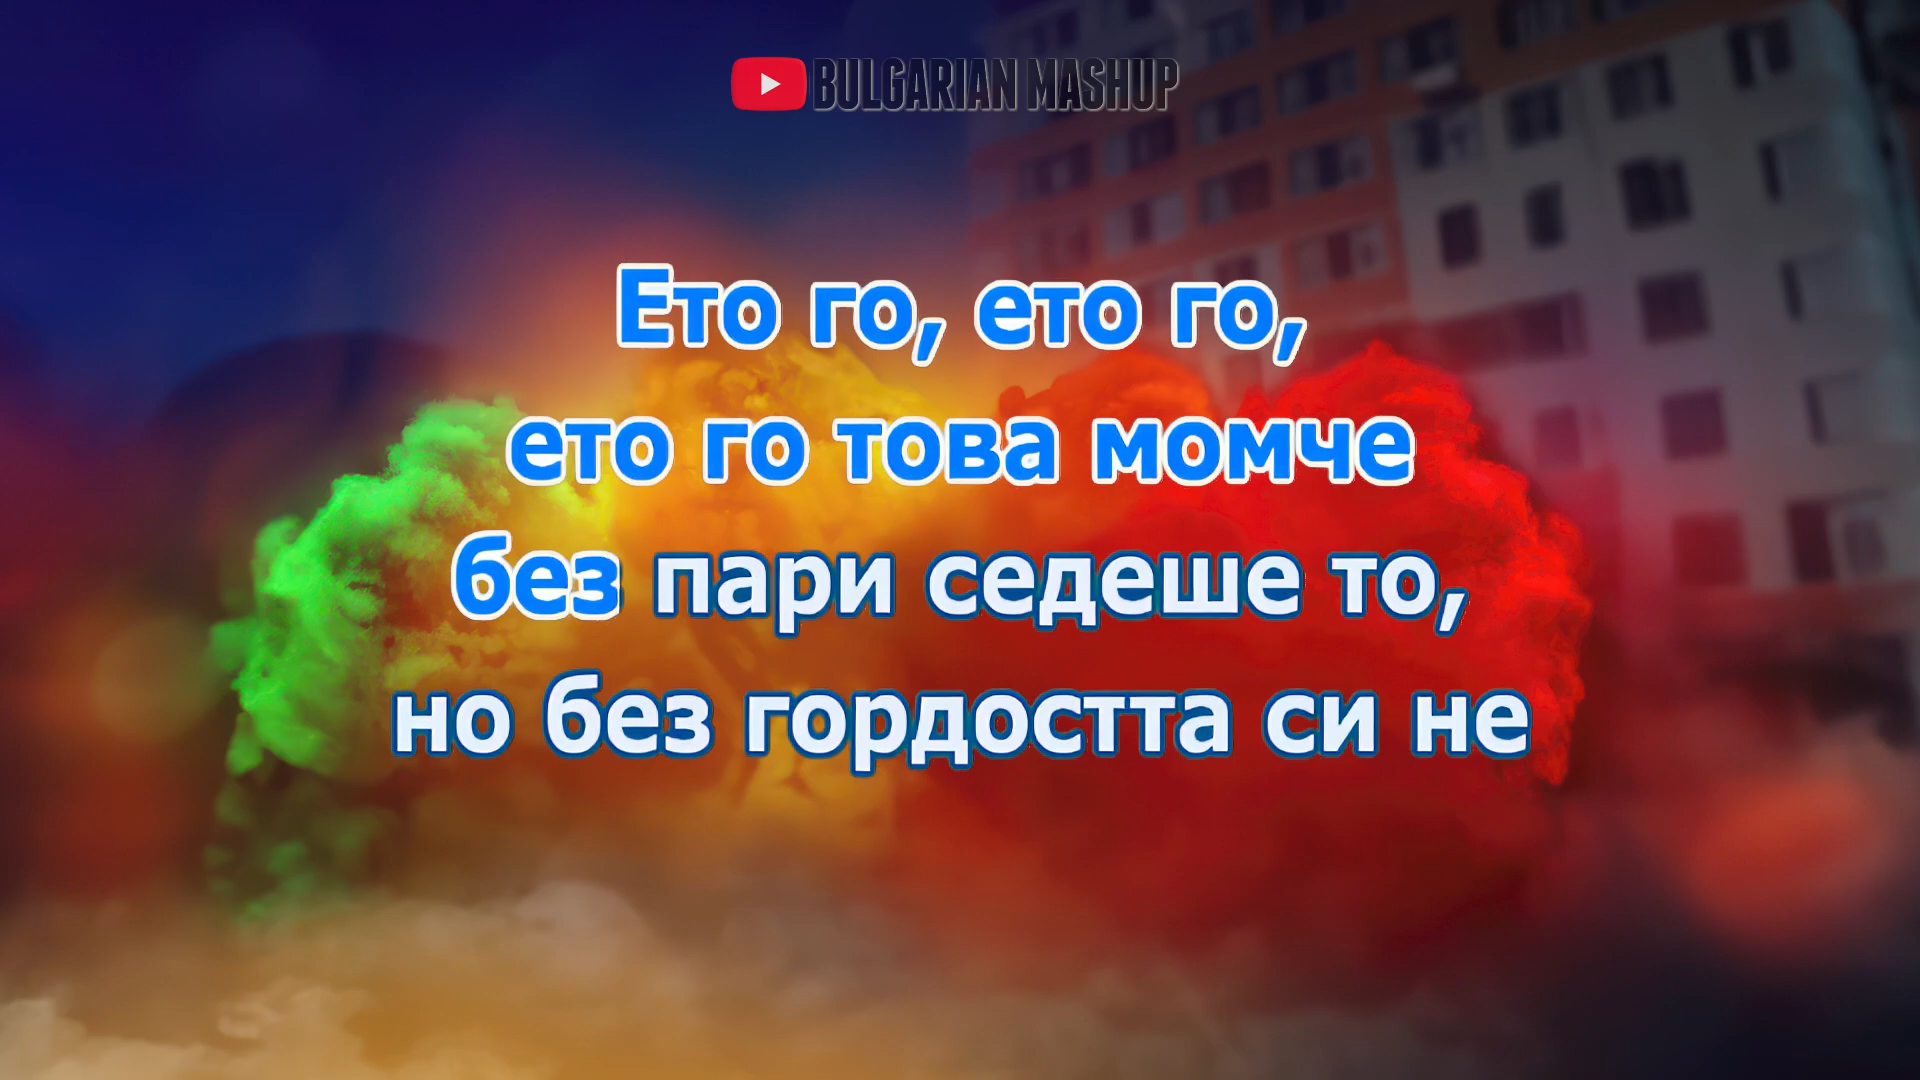 BULGARIAN MASHUP
Ето го, ето го,
ето го това момче
без пари седеше то,
но без гордостта си не